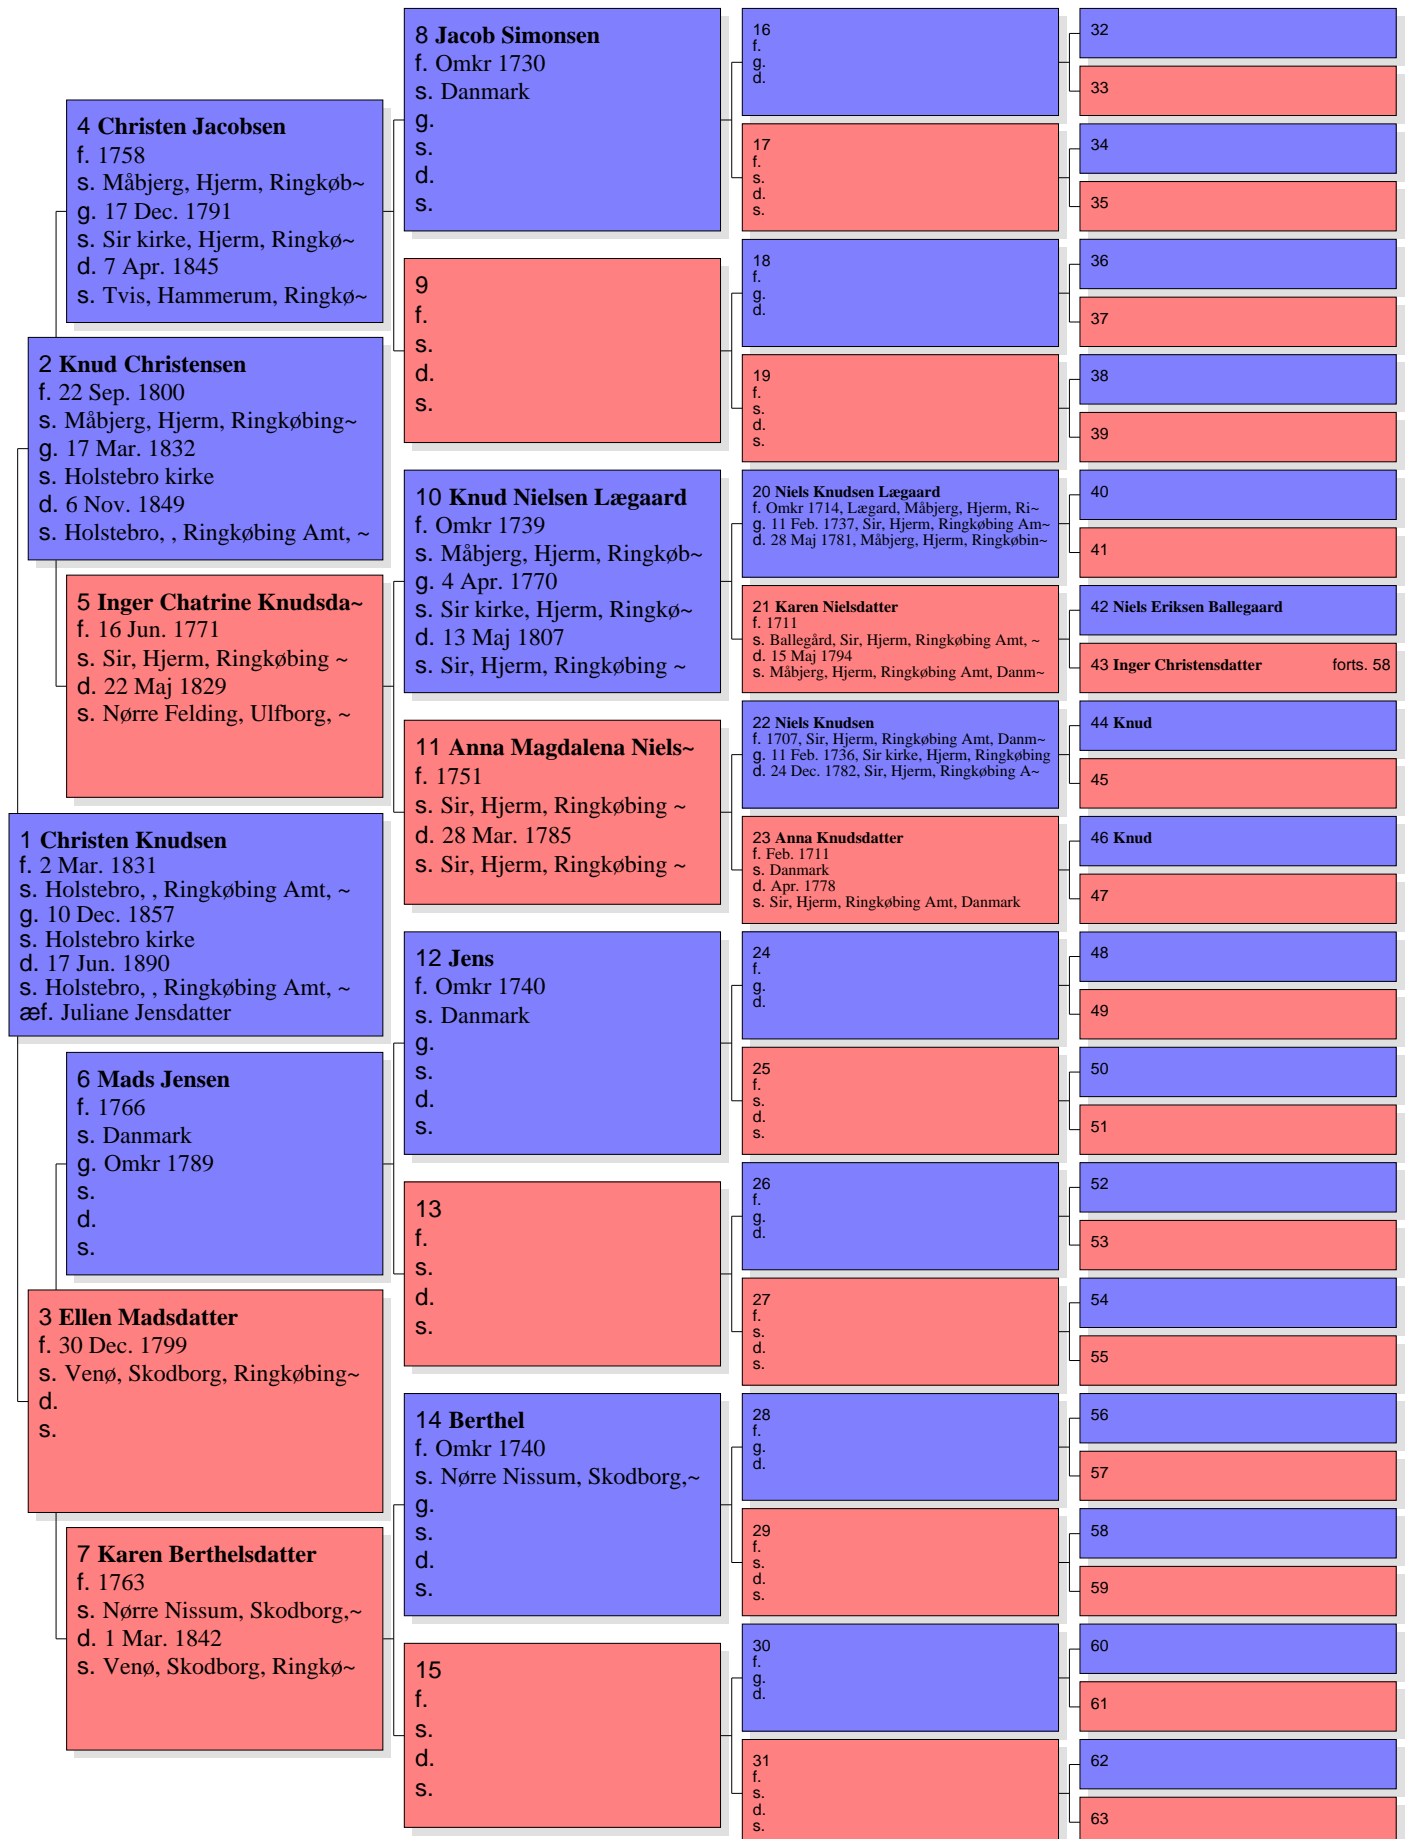 8 Jacob Simonsen
f. Omkr 1730
s. Danmark
g.
s.
d.
s.
4 Christen Jacobsen
f. 1758
s. Måbjerg, Hjerm, Ringkøb~
g. 17 Dec. 1791
s. Sir kirke, Hjerm, Ringkø~
d. 7 Apr. 1845
s. Tvis, Hammerum, Ringkø~
9
f.
s.
d.
s.
2 Knud Christensen
f. 22 Sep. 1800
s. Måbjerg, Hjerm, Ringkøbing~
g. 17 Mar. 1832
s. Holstebro kirke
d. 6 Nov. 1849
s. Holstebro, , Ringkøbing Amt, ~
10 Knud Nielsen Lægaard
f. Omkr 1739
s. Måbjerg, Hjerm, Ringkøb~
g. 4 Apr. 1770
s. Sir kirke, Hjerm, Ringkø~
d. 13 Maj 1807
s. Sir, Hjerm, Ringkøbing ~
5 Inger Chatrine Knudsda~
f. 16 Jun. 1771
s. Sir, Hjerm, Ringkøbing ~
d. 22 Maj 1829
s. Nørre Felding, Ulfborg, ~
11 Anna Magdalena Niels~
f. 1751
s. Sir, Hjerm, Ringkøbing ~
d. 28 Mar. 1785
s. Sir, Hjerm, Ringkøbing ~
1 Christen Knudsen
f. 2 Mar. 1831
s. Holstebro, , Ringkøbing Amt, ~
g. 10 Dec. 1857
s. Holstebro kirke
d. 17 Jun. 1890
s. Holstebro, , Ringkøbing Amt, ~
æf. Juliane Jensdatter
12 Jens
f. Omkr 1740
s. Danmark
g.
s.
d.
s.
6 Mads Jensen
f. 1766
s. Danmark
g. Omkr 1789
s.
d.
s.
13
f.
s.
d.
s.
3 Ellen Madsdatter
f. 30 Dec. 1799
s. Venø, Skodborg, Ringkøbing~
d.
s.
14 Berthel
f. Omkr 1740
s. Nørre Nissum, Skodborg,~
g.
s.
d.
s.
7 Karen Berthelsdatter
f. 1763
s. Nørre Nissum, Skodborg,~
d. 1 Mar. 1842
s. Venø, Skodborg, Ringkø~
15
f.
s.
d.
s.
16
f.
g.
d.
17
f.
s.
d.
s.
18
f.
g.
d.
19
f.
s.
d.
s.
20 Niels Knudsen Lægaard
f. Omkr 1714, Lægard, Måbjerg, Hjerm, Ri~
g. 11 Feb. 1737, Sir, Hjerm, Ringkøbing Am~
d. 28 Maj 1781, Måbjerg, Hjerm, Ringkøbin~
21 Karen Nielsdatter
f. 1711
s. Ballegård, Sir, Hjerm, Ringkøbing Amt, ~
d. 15 Maj 1794
s. Måbjerg, Hjerm, Ringkøbing Amt, Danm~
22 Niels Knudsen
f. 1707, Sir, Hjerm, Ringkøbing Amt, Danm~
g. 11 Feb. 1736, Sir kirke, Hjerm, Ringkøbing
d. 24 Dec. 1782, Sir, Hjerm, Ringkøbing A~
23 Anna Knudsdatter
f. Feb. 1711
s. Danmark
d. Apr. 1778
s. Sir, Hjerm, Ringkøbing Amt, Danmark
24
f.
g.
d.
25
f.
s.
d.
s.
26
f.
g.
d.
27
f.
s.
d.
s.
28
f.
g.
d.
29
f.
s.
d.
s.
30
f.
g.
d.
31
f.
s.
d.
s.
32
33
34
35
36
37
38
39
40
41
42 Niels Eriksen Ballegaard
43 Inger Christensdatter forts. 58
44 Knud
45
46 Knud
47
48
49
50
51
52
53
54
55
56
57
58
59
60
61
62
63